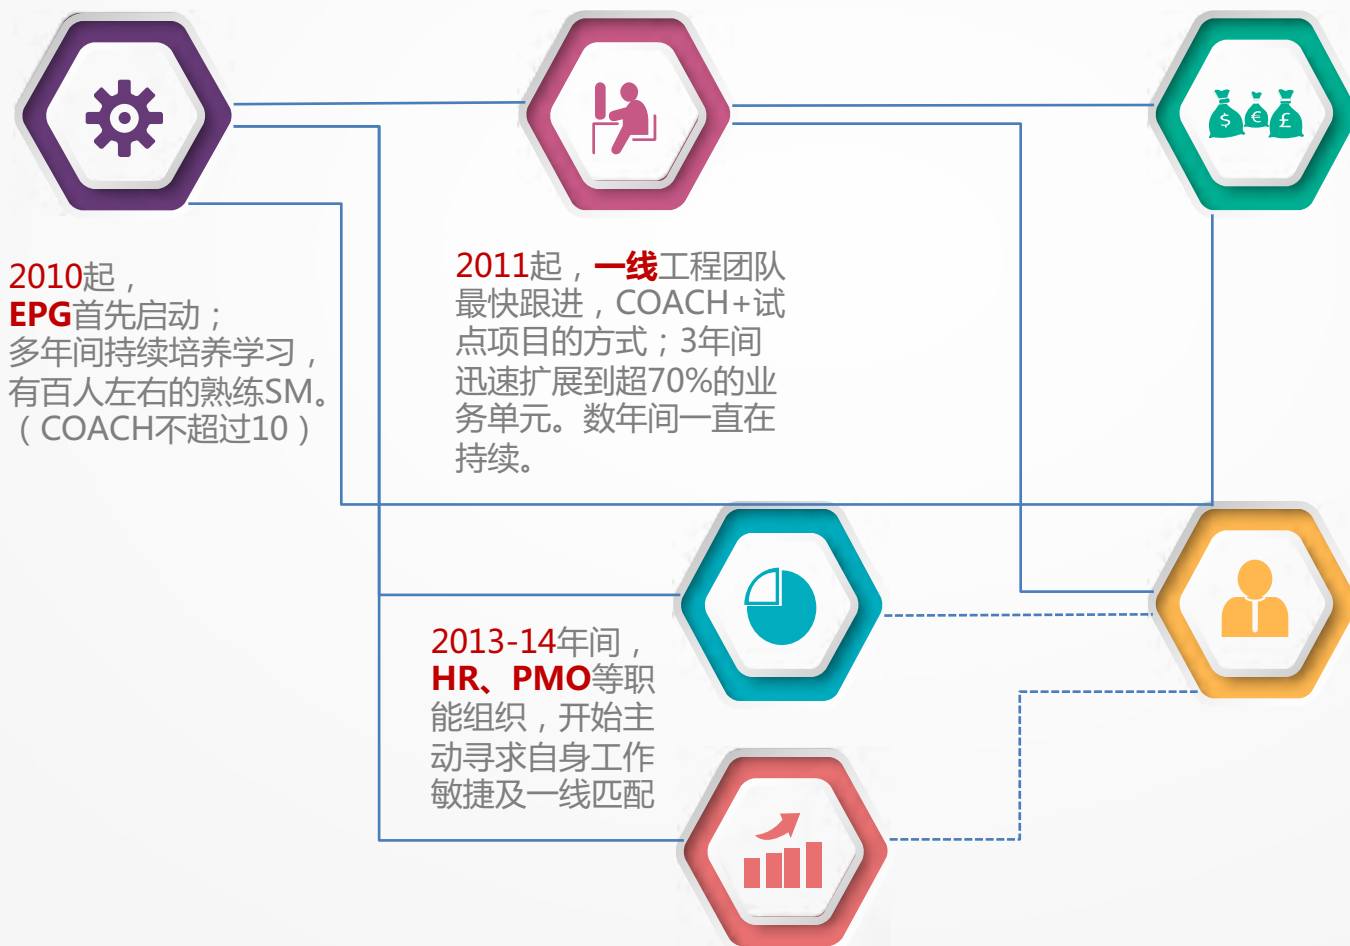 $ € £
2010起，
EPG首先启动；
多年间持续培养学习，
有百人左右的熟练SM。
（COACH不超过10）
2011起，一线工程团队
最快跟进，COACH+试
点项目的方式；3年间
迅速扩展到超70%的业
务单元。数年间一直在
持续。
2013-14年间，
HR、PMO等职
能组织，开始主
动寻求自身工作
敏捷及一线匹配